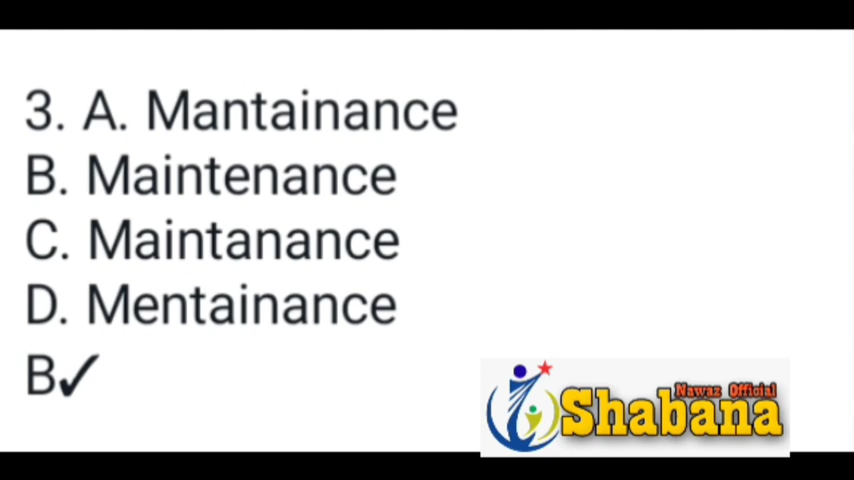 3. A. Mantainance
B. Maintenance
C. Maintanance
D. Mentainance
B✓
Nawaz Official
Shabana